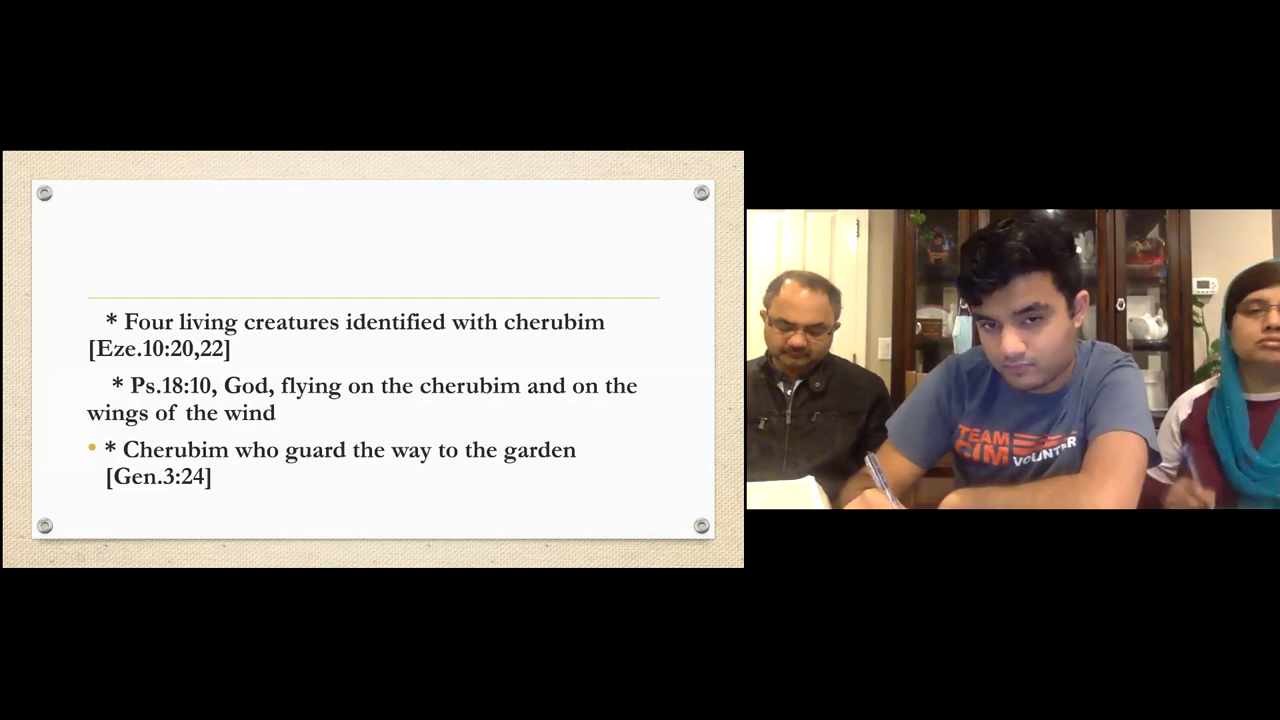 * Four living creatures identified with cherubim
[Eze.10:20,22]
* Ps.18:10, God, flying on the cherubim and on the
wings of the wind
• * Cherubim who guard the way to the garden
[Gen.3:24]
TEAM
CIM VOLUNTEER